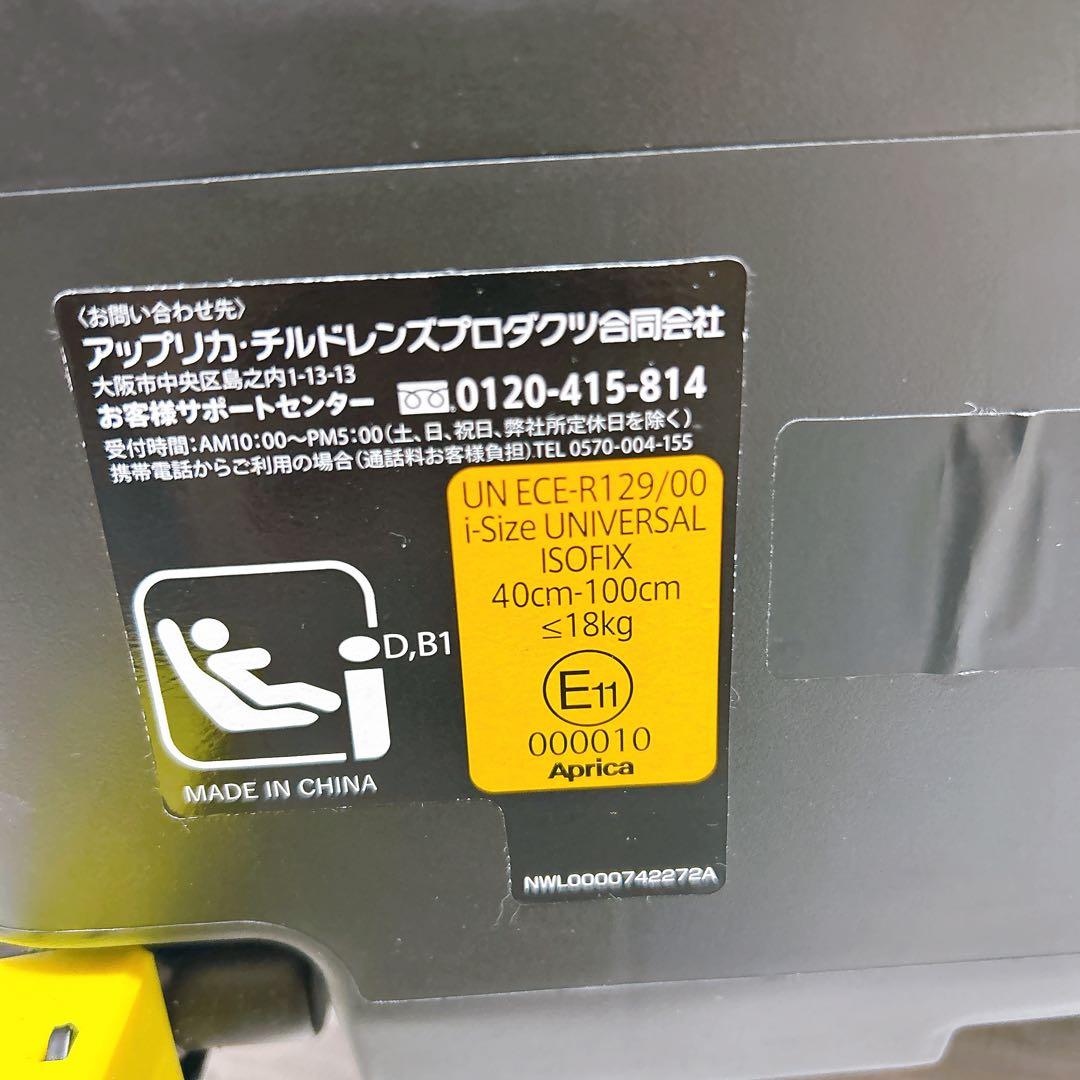 〈お問い合わせ先〉
アップリカ・チルドレンズプロダクツ合同会社
大阪市中央区島之内1-13-13
お客様サポートセンター 0120-415-814
受付時間:AM10:00〜PM5:00(土、日、祝日、弊社所定休日を除く)
携帯電話からご利用の場合(通話料お客様負担)TEL 0570-004-155
UN ECE-R129/00
i-Size UNIVERSAL
ISOFIX
40cm-100cm
≤18kg
E11
000010
Aprica
i
D,B1
MADE IN CHINA
NWL0000742272A